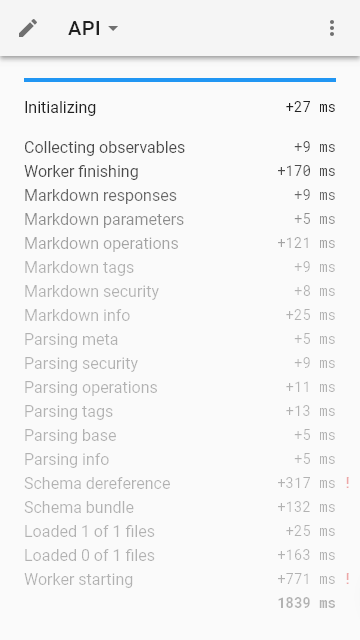 API
Initializing +27 ms
Collecting observables +9 ms
Worker finishing +170 ms
Markdown responses +9 ms
Markdown parameters +5 ms
Markdown operations +121 ms
Markdown tags +9 ms
Markdown security +8 ms
Markdown info +25 ms
Parsing meta +5 ms
Parsing security +9 ms
Parsing operations +11 ms
Parsing tags +13 ms
Parsing base +5 ms
Parsing info +5 ms
Schema dereference +317 ms !
Schema bundle +132 ms
Loaded 1 of 1 files +25 ms
Loaded 0 of 1 files +163 ms
Worker starting +771 ms !
1839 ms